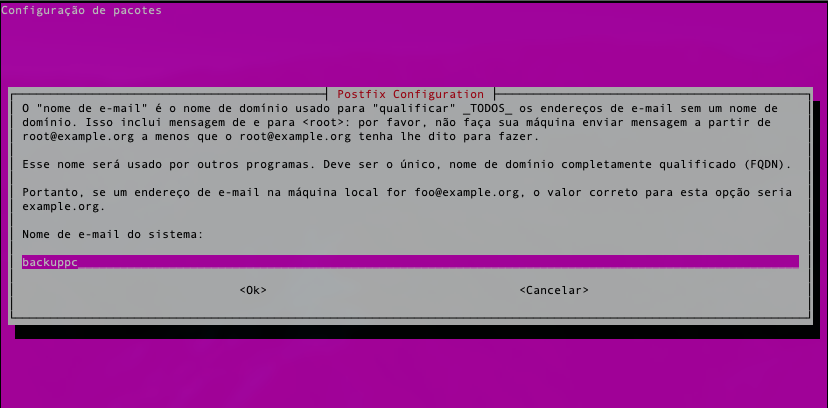 Configuração de pacotes
Postfix Configuration
O "nome de e-mail" é o nome de domínio usado para "qualificar" _TODOS_ os endereços de e-mail sem um nome de
domínio. Isso inclui mensagem de e para <root>: por favor, não faça sua máquina enviar mensagem a partir de
root@example.org a menos que o root@example.org tenha lhe dito para fazer.
Esse nome será usado por outros programas. Deve ser o único, nome de domínio completamente qualificado (FQDN).
Portanto, se um endereço de e-mail na máquina local for foo@example.org, o valor correto para esta opção seria
example.org.
Nome de e-mail do sistema:
backuppc
<Ok> <Cancelar>